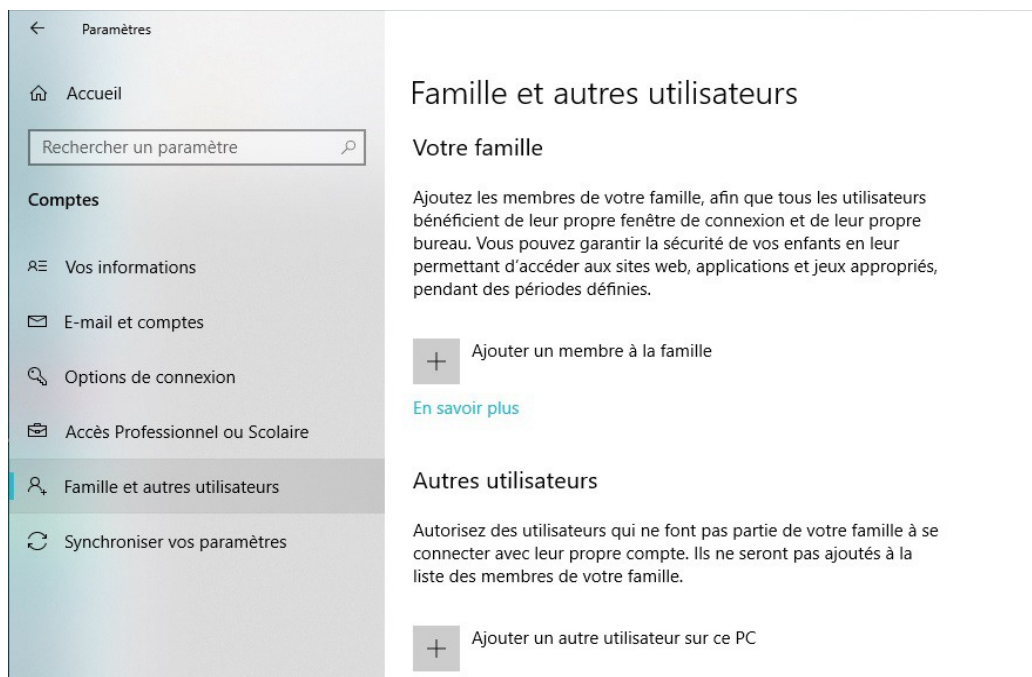 Paramètres
Accueil
Rechercher un paramètre
Comptes
Vos informations
E-mail et comptes
Options de connexion
Accès Professionnel ou Scolaire
Famille et autres utilisateurs
Synchroniser vos paramètres
Famille et autres utilisateurs
Votre famille
Ajoutez les membres de votre famille, afin que tous les utilisateurs
bénéficient de leur propre fenêtre de connexion et de leur propre
bureau. Vous pouvez garantir la sécurité de vos enfants en leur
permettant d'accéder aux sites web, applications et jeux appropriés,
pendant des périodes définies.
Ajouter un membre à la famille
En savoir plus
Autres utilisateurs
Autorisez des utilisateurs qui ne font pas partie de votre famille à se
connecter avec leur propre compte. Ils ne seront pas ajoutés à la
liste des membres de votre famille.
Ajouter un autre utilisateur sur ce PC